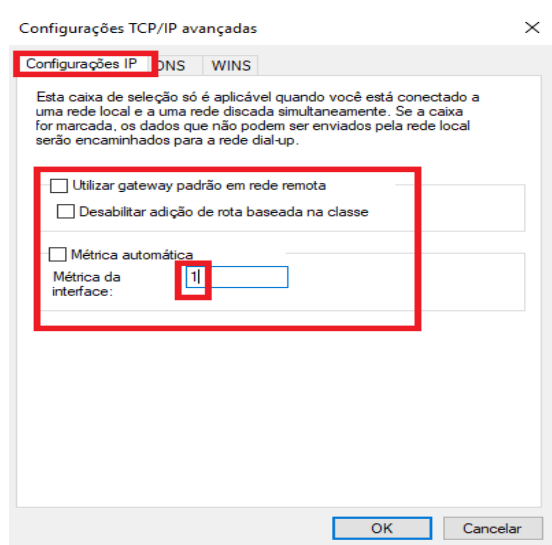 Configurações TCP/IP avançadas
Configurações IP DNS WINS
Esta caixa de seleção só é aplicável quando você está conectado a
uma rede local e a uma rede discada simultaneamente. Se a caixa
for marcada, os dados que não podem ser enviados pela rede local
serão encaminhados para a rede dial-up.
Utilizar gateway padrão em rede remota
Desabilitar adição de rota baseada na classe
Métrica automática
Métrica da
interface:
1
OK Cancelar